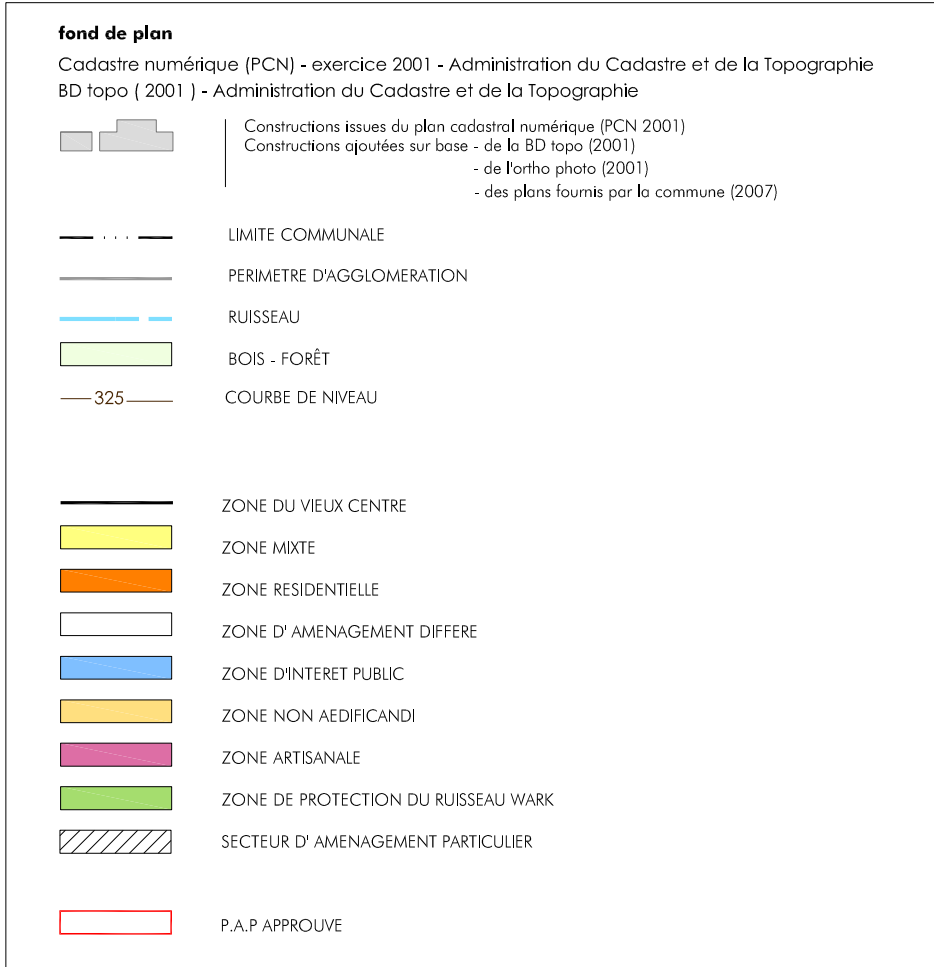 fond de plan
Cadastre numérique (PCN) - exercice 2001 - Administration du Cadastre et de la Topographie
BD topo ( 2001 ) - Administration du Cadastre et de la Topographie
Constructions issues du plan cadastral numérique (PCN 2001)
Constructions ajoutées sur base - de la BD topo (2001)
- de l'ortho photo (2001)
- des plans fournis par la commune (2007)
LIMITE COMMUNALE
PERIMETRE D'AGGLOMERATION
RUISSEAU
BOIS - FORÊT
325 COURBE DE NIVEAU
ZONE DU VIEUX CENTRE
ZONE MIXTE
ZONE RESIDENTIELLE
ZONE D' AMENAGEMENT DIFFERE
ZONE D'INTERET PUBLIC
ZONE NON AEDIFICANDI
ZONE ARTISANALE
ZONE DE PROTECTION DU RUISSEAU WARK
SECTEUR D' AMENAGEMENT PARTICULIER
P.A.P APPROUVE